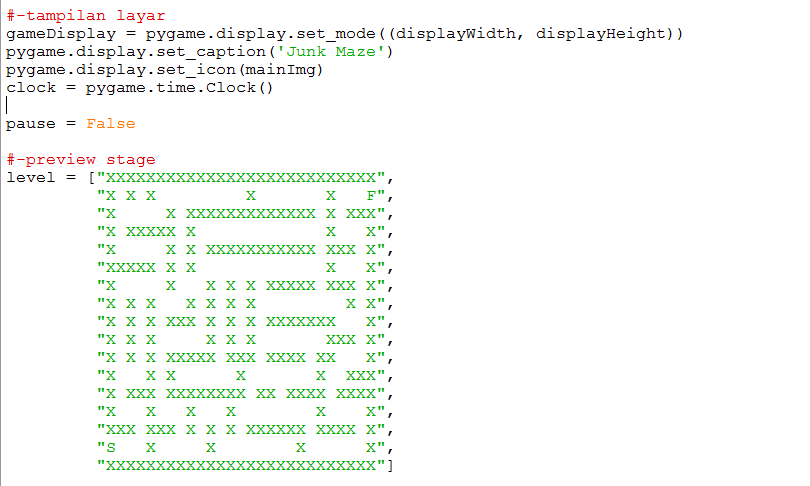 #-tampilan layar
gameDisplay = pygame.display.set_mode((displayWidth, displayHeight))
pygame.display.set_caption('Junk Maze')
pygame.display.set_icon(mainImg)
clock = pygame.time.Clock()
pause = False
#-preview stage
level = ["XXXXXXXXXXXXXXXXXXXXXXXXXXX",
         "X X X         X       X   F",
         "X     X XXXXXXXXXXXXX X XXX",
         "X XXXXX X             X   X",
         "X     X X XXXXXXXXXXX XXX X",
         "XXXXX X X             X   X",
         "X     X   X X X XXXXX XXX X",
         "X X X   X X X X         X X",
         "X X X XXX X X X XXXXXXX   X",
         "X X X     X X X       XXX X",
         "X X X XXXXX XXX XXXX XX   X",
         "X   X X      X       X  XXX",
         "X XXX XXXXXXXX XX XXXX XXXX",
         "X   X   X   X        X    X",
         "XXX XXX X X X XXXXXX XXXX X",
         "S   X     X        X      X",
         "XXXXXXXXXXXXXXXXXXXXXXXXXXX"]